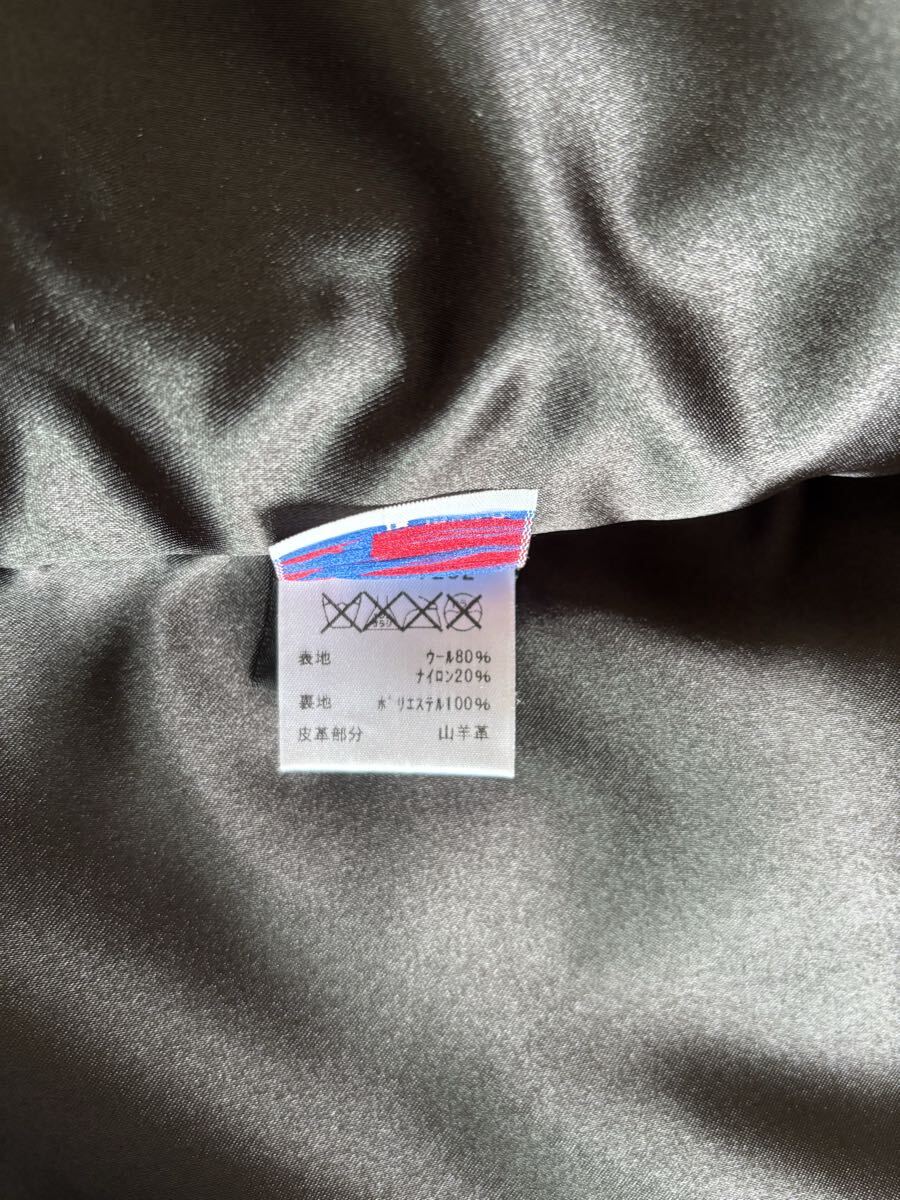 表地 ウール80%
ナイロン20%
裏地 ポリエステル100%
皮革部分 山羊革